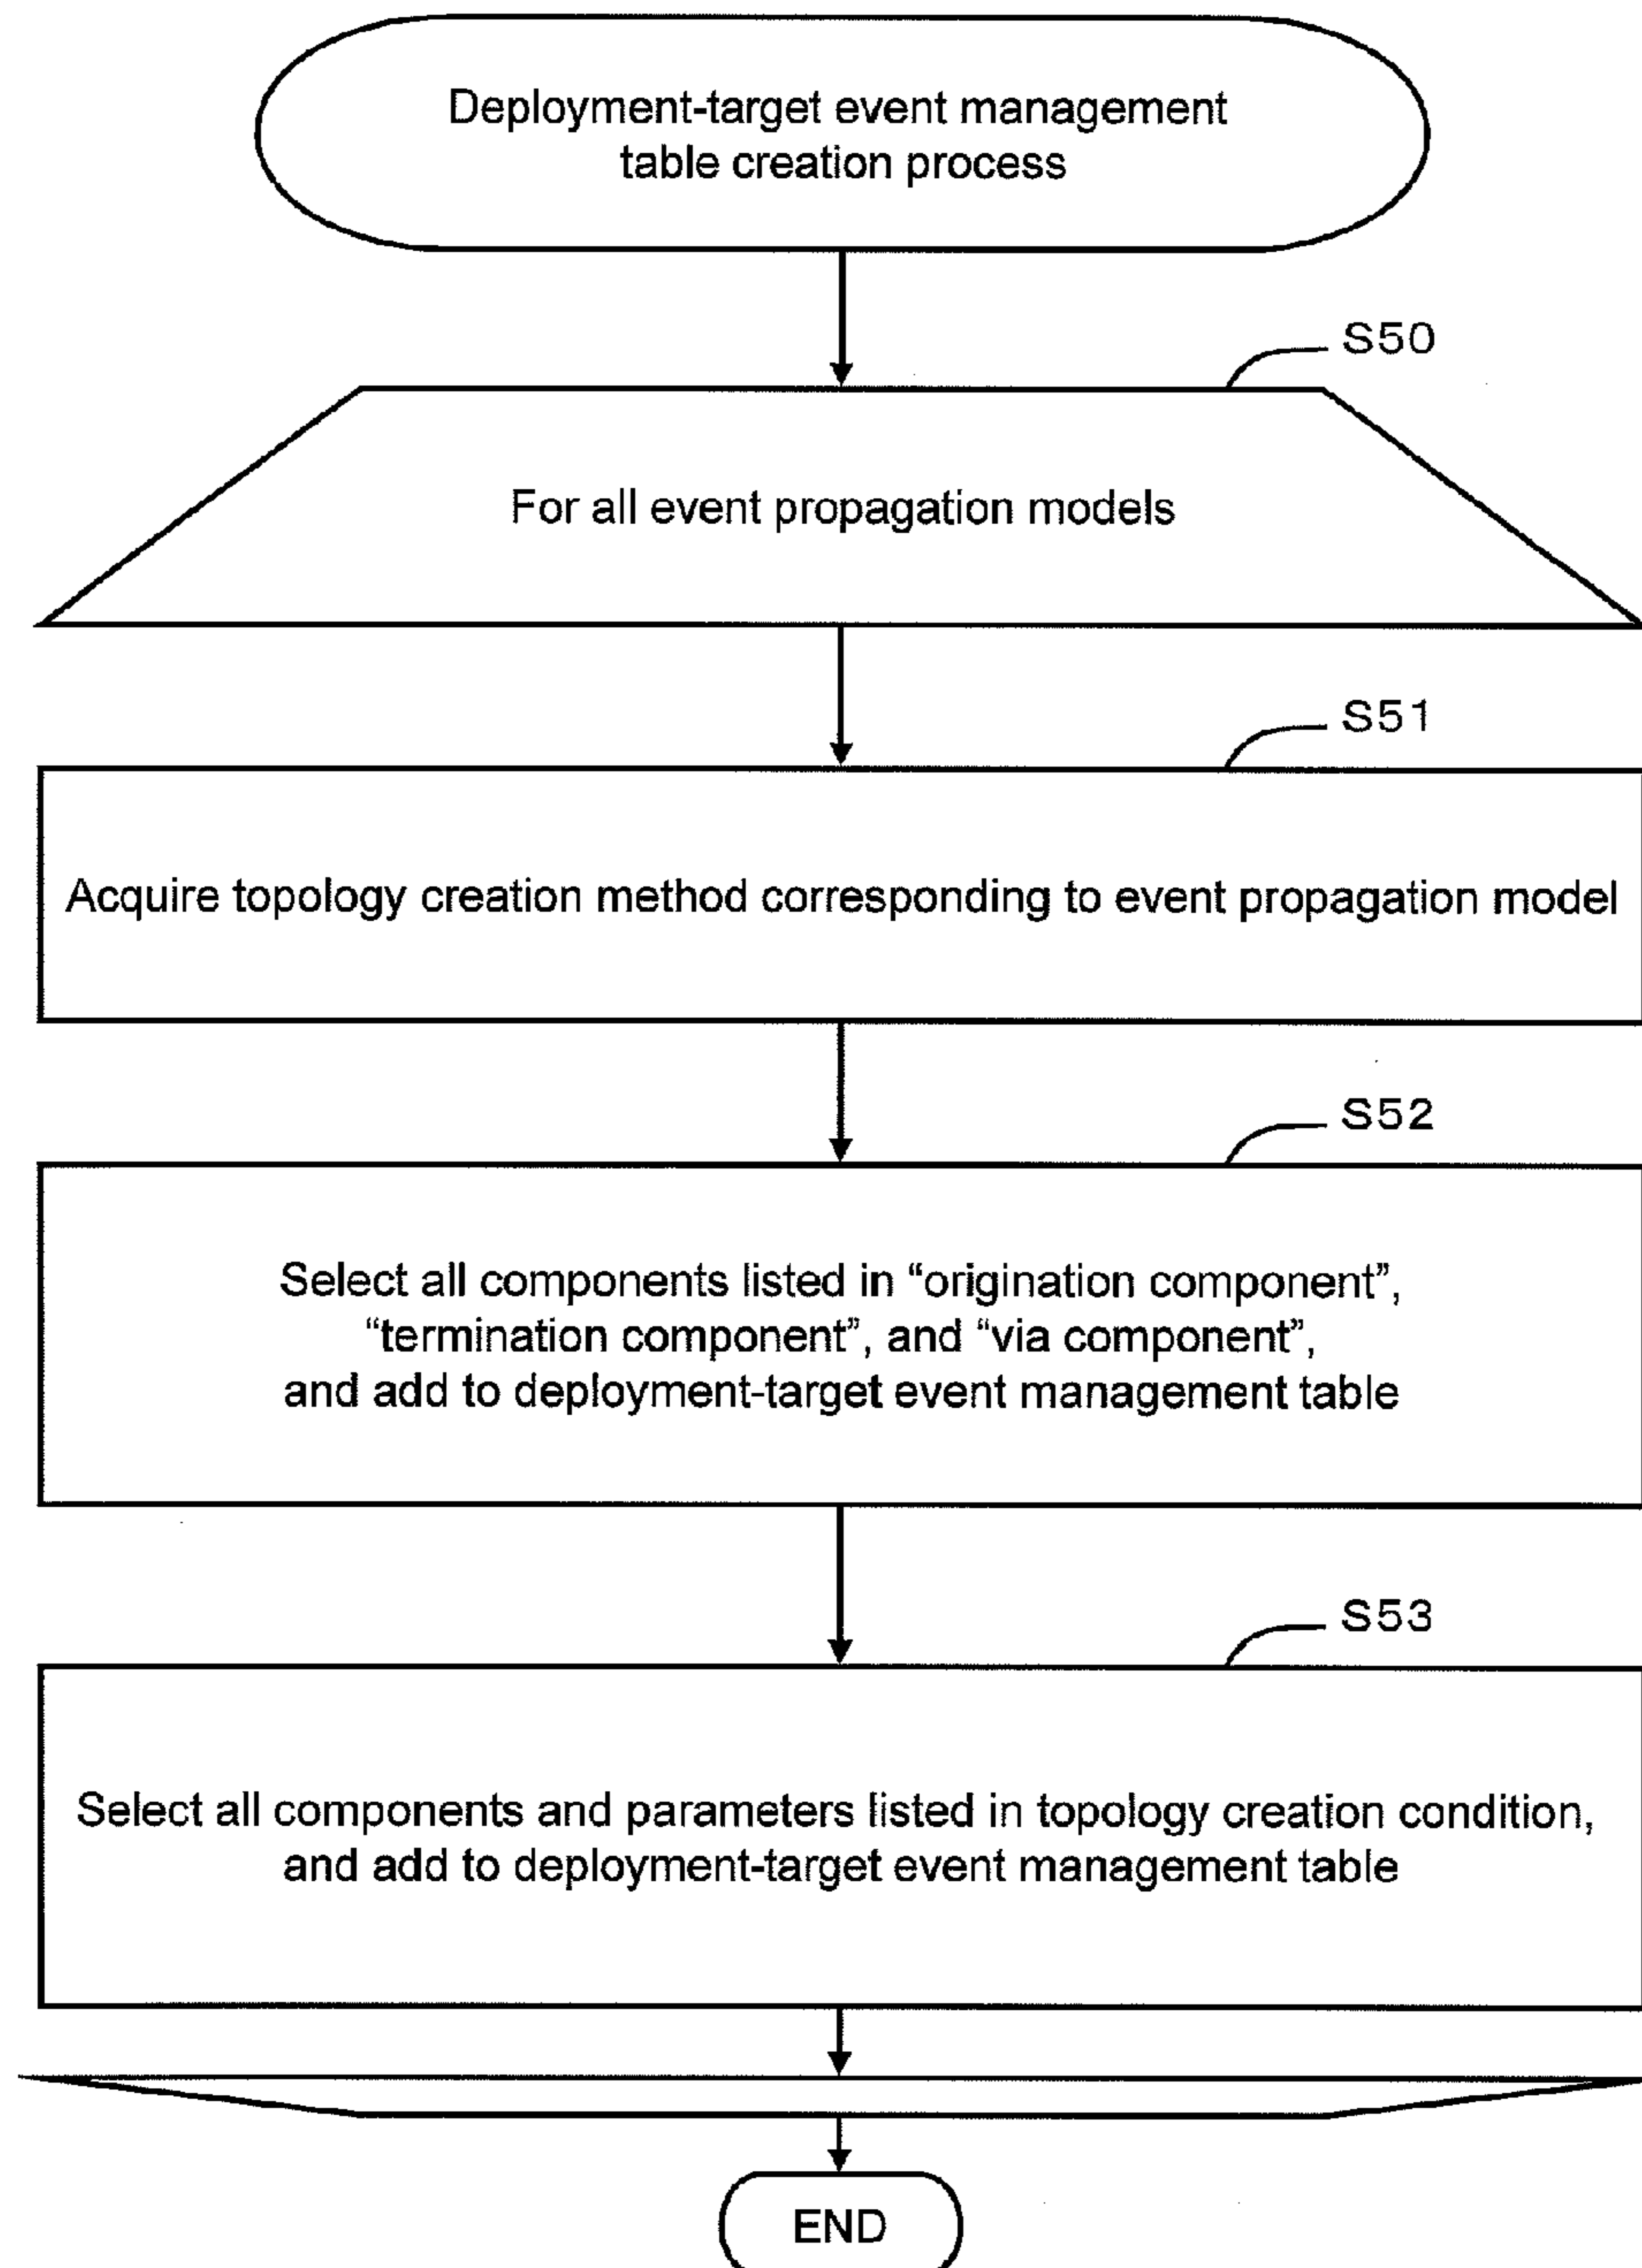 Deployment-target event management
table creation process
S50
For all event propagation models
S51
Acquire topology creation method corresponding to event propagation model
S52
Select all components listed in “origination component”,
“termination component”, and “via component”,
and add to deployment-target event management table
S53
Select all components and parameters listed in topology creation condition,
and add to deployment-target event management table
END